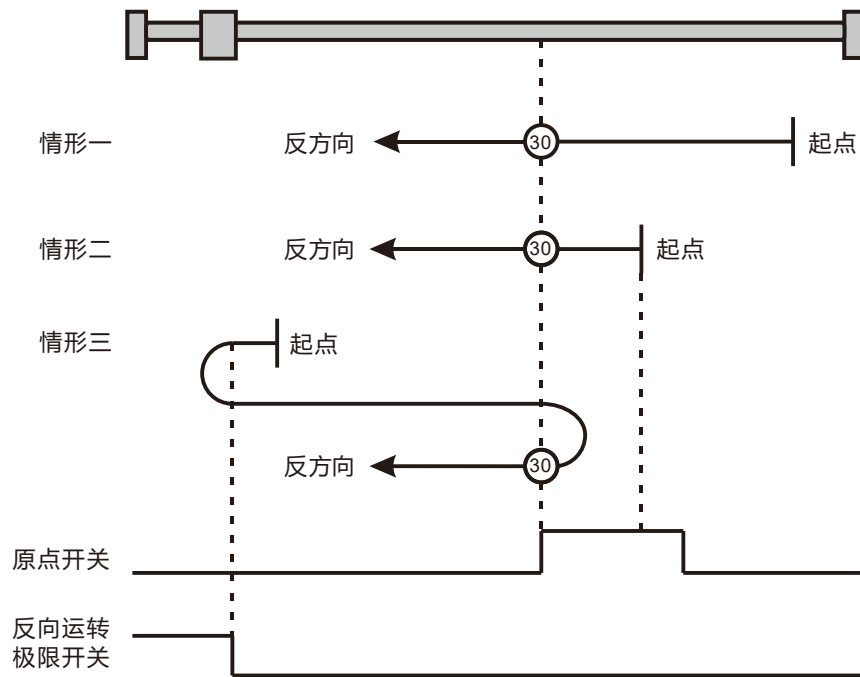 情形一 反方向 30 起点
情形二 反方向 30 起点
情形三 起点
反方向 30
原点开关
反向运转
极限开关